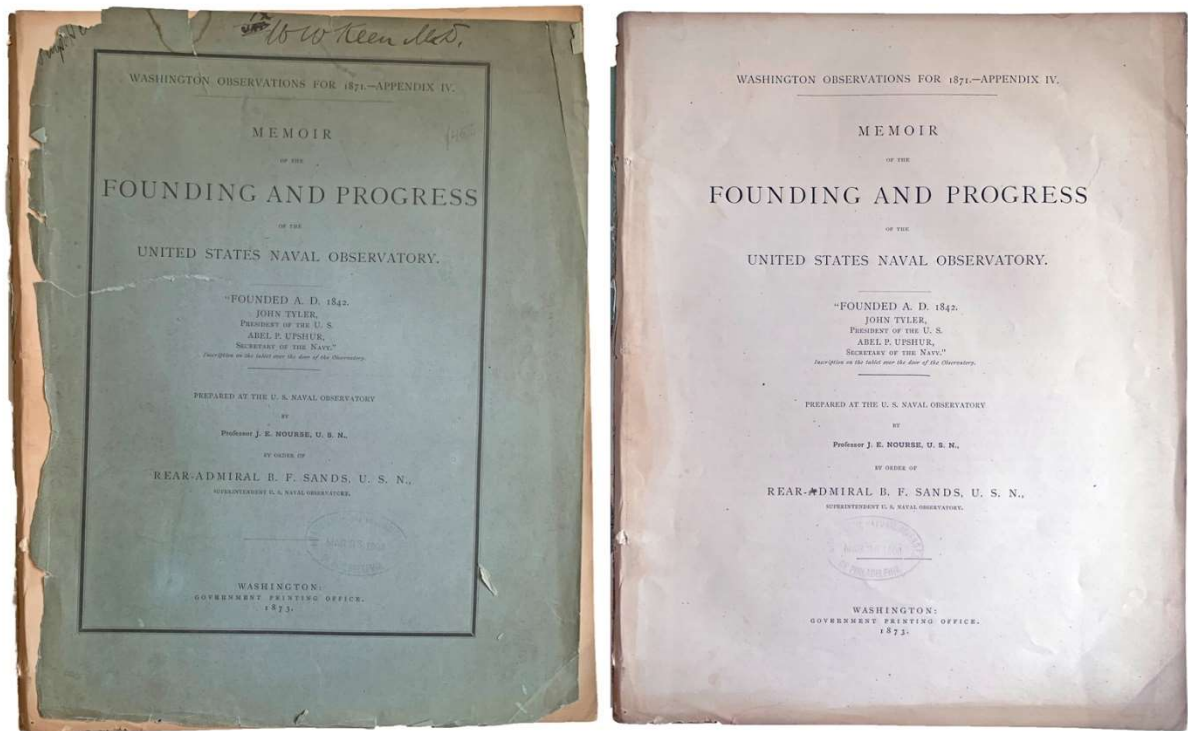 W W Keen M.D.
WASHINGTON OBSERVATIONS FOR 1871.—APPENDIX IV.
MEMOIR
OF THE
FOUNDING AND PROGRESS
OF THE
UNITED STATES NAVAL OBSERVATORY.
"FOUNDED A. D. 1842.
JOHN TYLER,
PRESIDENT OF THE U. S.
ABEL P. UPSHUR,
SECRETARY OF THE NAVY."
Inscription on the tablet over the door of the Observatory.
PREPARED AT THE U. S. NAVAL OBSERVATORY
BY
Professor J. E. NOURSE, U. S. N.,
BY ORDER OF
REAR-ADMIRAL B. F. SANDS, U. S. N.,
SUPERINTENDENT U. S. NAVAL OBSERVATORY.
WASHINGTON:
GOVERNMENT PRINTING OFFICE.
1873.
WASHINGTON OBSERVATIONS FOR 1871.—APPENDIX IV.
MEMOIR
OF THE
FOUNDING AND PROGRESS
OF THE
UNITED STATES NAVAL OBSERVATORY.
"FOUNDED A. D. 1842.
JOHN TYLER,
PRESIDENT OF THE U. S.
ABEL P. UPSHUR,
SECRETARY OF THE NAVY."
Inscription on the tablet over the door of the Observatory.
PREPARED AT THE U. S. NAVAL OBSERVATORY
BY
Professor J. E. NOURSE, U. S. N.,
BY ORDER OF
REAR-ADMIRAL B. F. SANDS, U. S. N.,
SUPERINTENDENT U. S. NAVAL OBSERVATORY.
OF PHILADELPHIA
WASHINGTON:
GOVERNMENT PRINTING OFFICE.
1873.